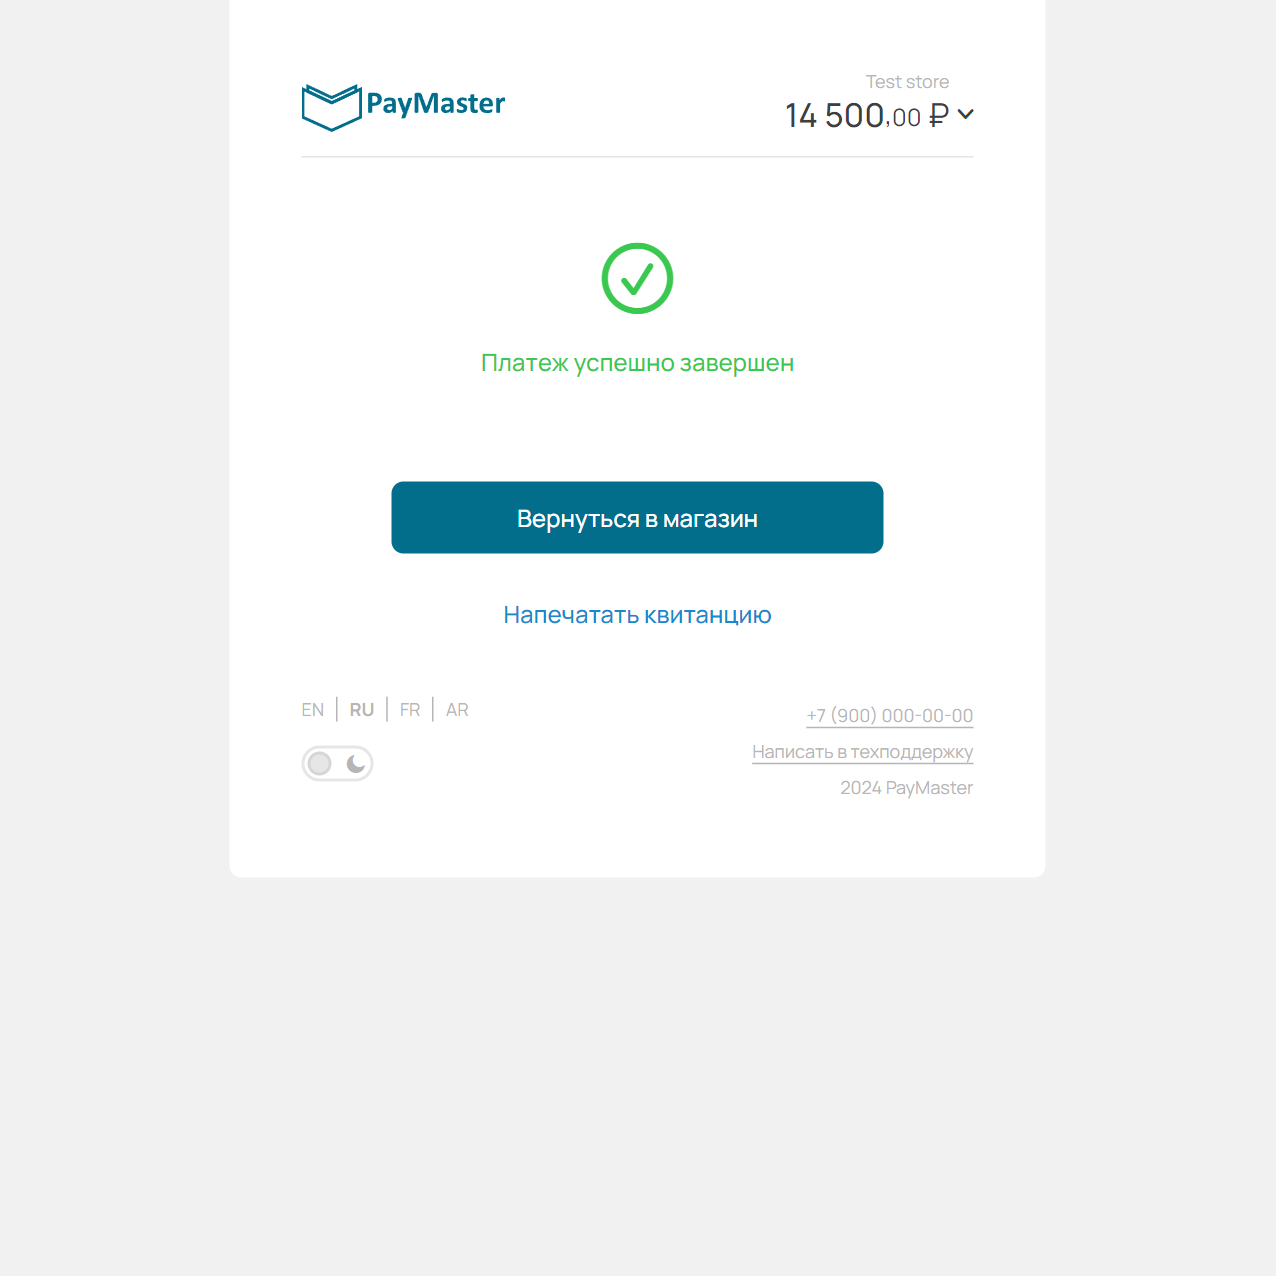 PayMaster
Test store
14 500,00 ₽
Платеж успешно завершен
Вернуться в магазин
Напечатать квитанцию
EN | RU | FR | AR
+7 (900) 000-00-00
Написать в техподдержку
2024 PayMaster